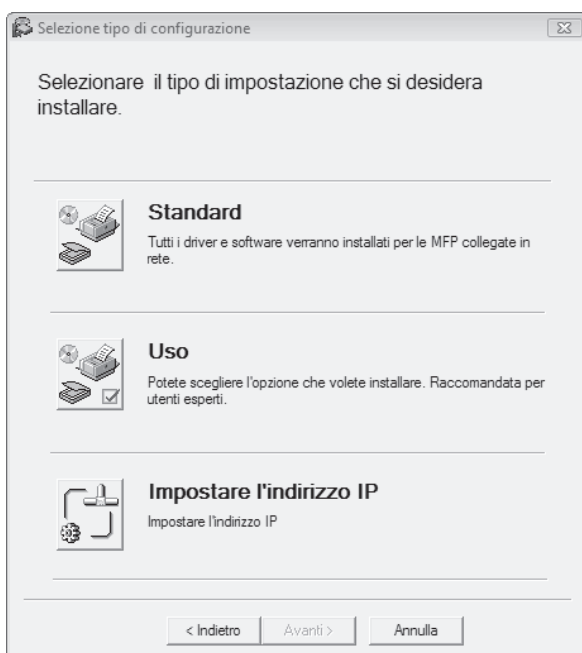 Selezione tipo di configurazione
Selezionare il tipo di impostazione che si desidera
installare.
Standard
Tutti i driver e software verranno installati per le MFP collegate in
rete.
Uso
Potete scegliere l'opzione che volete installare. Raccomandata per
utenti esperti.
Impostare l'indirizzo IP
Impostare l'indirizzo IP
< Indietro
Avanti >
Annulla